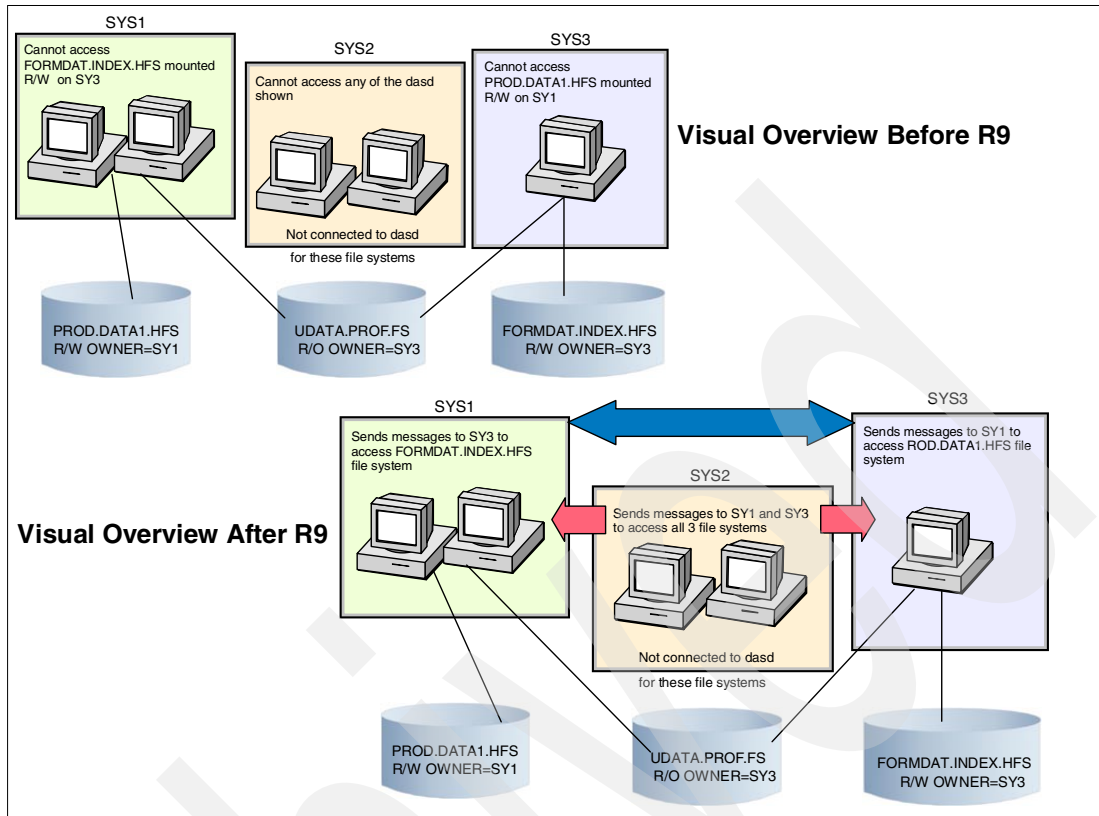 SYS1
Cannot access
FORMDAT.INDEX.HFS mounted
R/W on SY3
SYS2
Cannot access any of the dasd
shown
Not connected to dasd
for these file systems
SYS3
Cannot access
PROD.DATA1.HFS mounted
R/W on SY1
Visual Overview Before R9
PROD.DATA1.HFS
R/W OWNER=SY1
UDATA.PROF.FS
R/O OWNER=SY3
FORMDAT.INDEX.HFS
R/W OWNER=SY3
Visual Overview After R9
SYS1
Sends messages to SY3 to
access FORMDAT.INDEX.HFS
file system
SYS2
Sends messages to SY1 and SY3
to access all 3 file systems
Not connected to dasd
for these file systems
SYS3
Sends messages to SY1 to
access ROD.DATA1.HFS file
system
PROD.DATA1.HFS
R/W OWNER=SY1
UDATA.PROF.FS
R/O OWNER=SY3
FORMDAT.INDEX.HFS
R/W OWNER=SY3